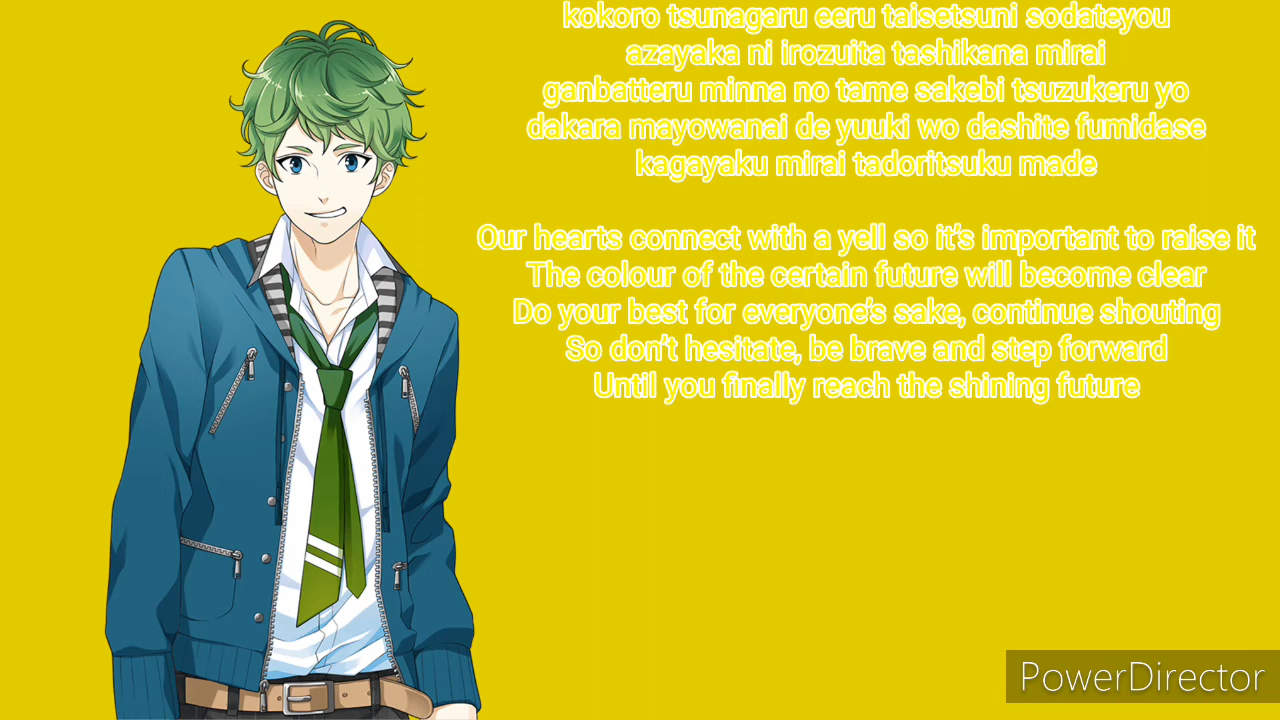 kokoro tsunagaru eeru taisetsuni sodateyou
azayaka ni irozuita tashikana mirai
ganbatteru minna no tame sakebi tsuzukeru yo
dakara mayowanai de yuuki wo dashite fumidase
kagayaku mirai tadoritsuku made
Our hearts connect with a yell so it's important to raise it
The colour of the certain future will become clear
Do your best for everyone's sake, continue shouting
So don't hesitate, be brave and step forward
Until you finally reach the shining future
PowerDirector